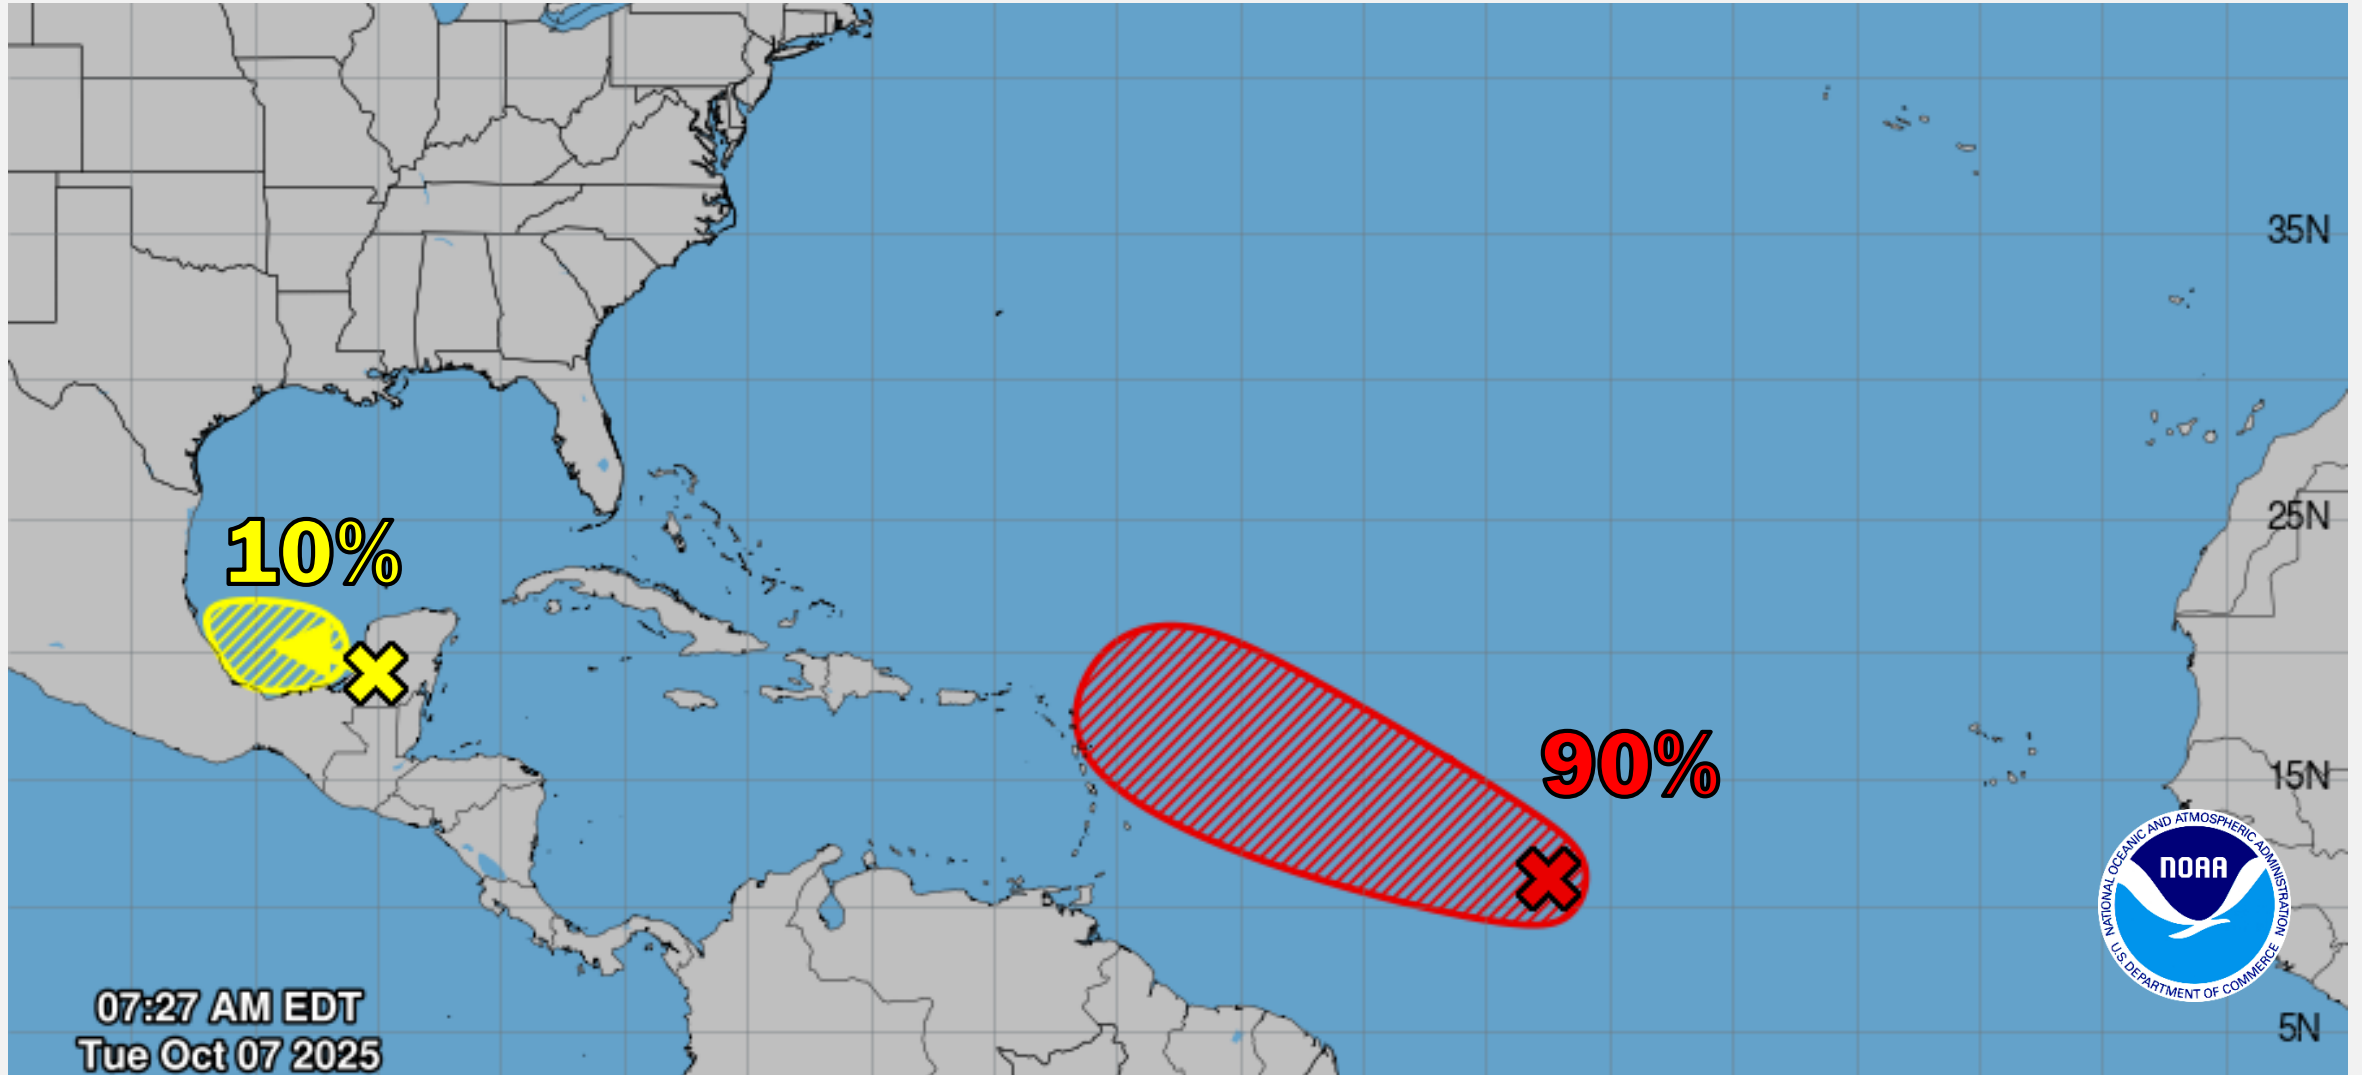 35N
25N
10%
90%
15N
NATIONAL OCEANIC AND ATMOSPHERIC ADMINISTRATION
NOAA
U.S. DEPARTMENT OF COMMERCE
07:27 AM EDT
Tue Oct 07 2025
5N